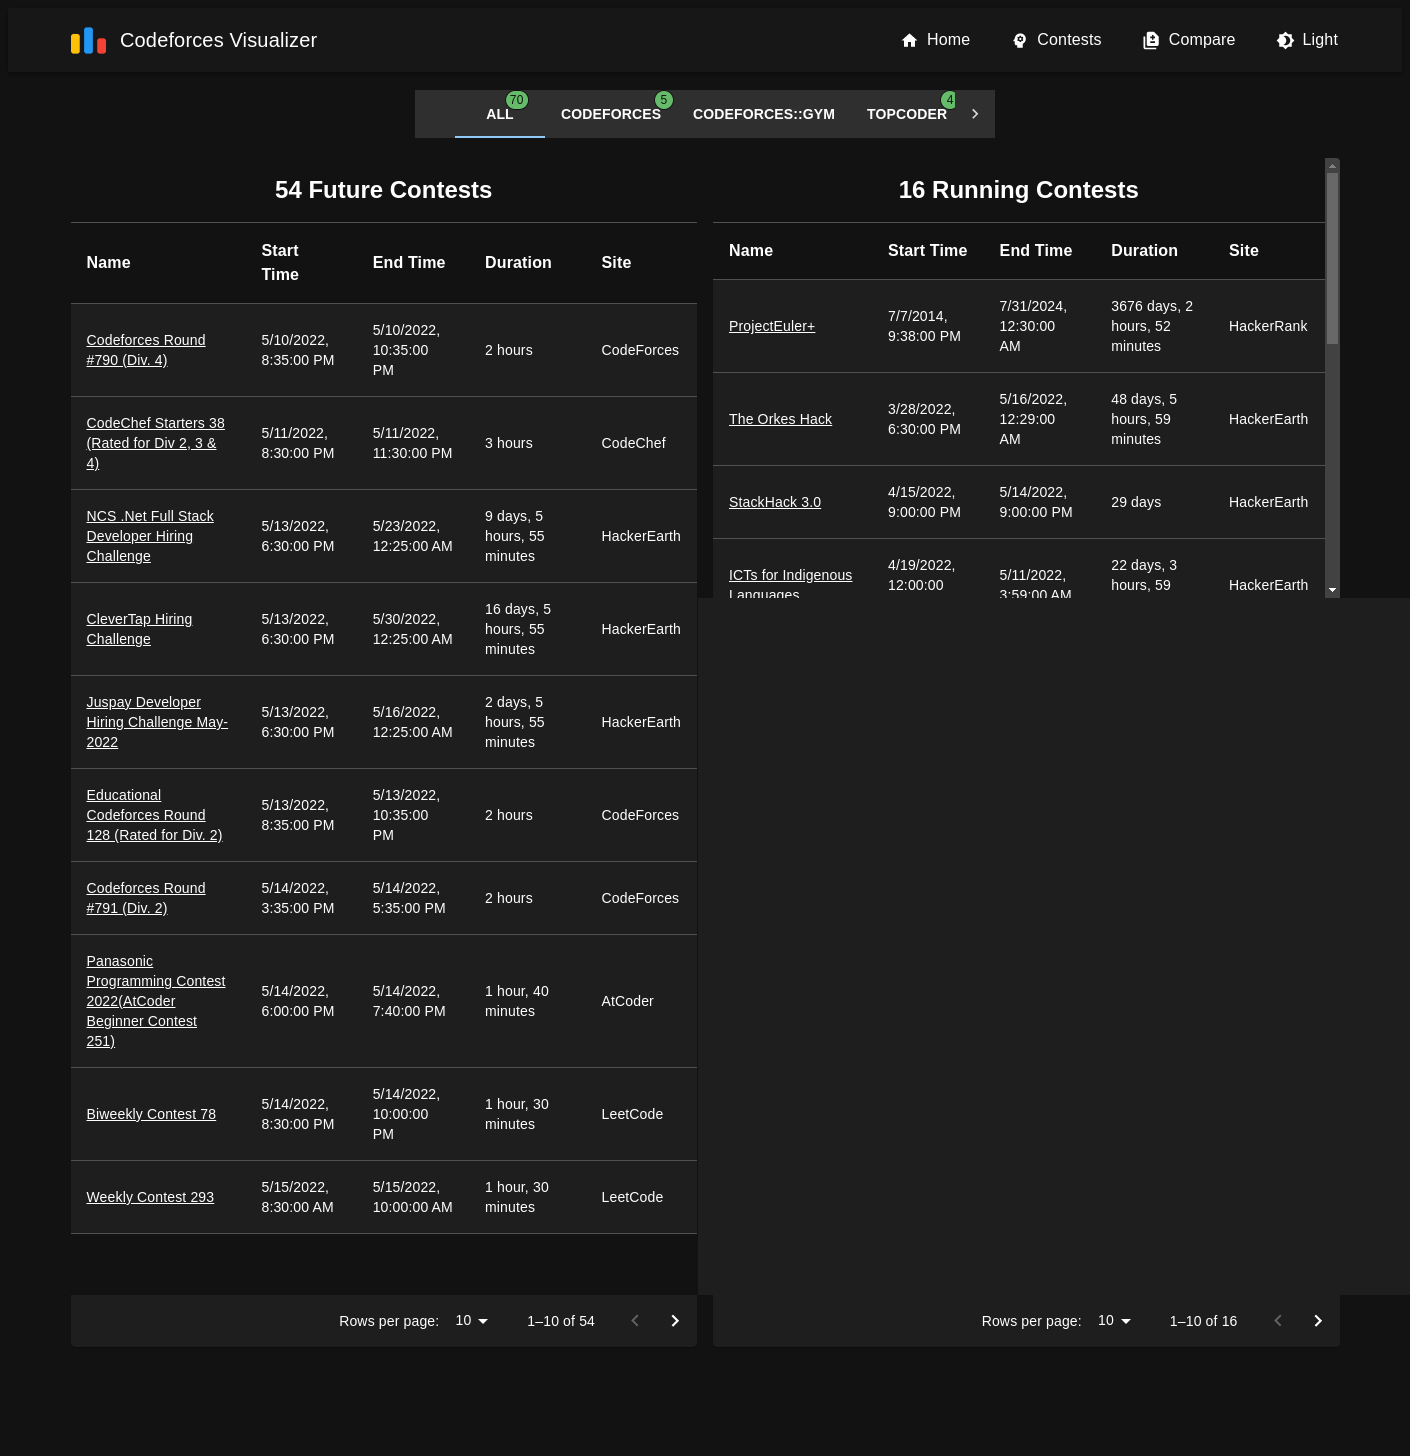 Codeforces Visualizer
Home
Contests
Compare
Light
ALL
70
CODEFORCES
5
CODEFORCES::GYM
TOPCODER
4
54 Future Contests
Name
Start
Time
End Time
Duration
Site
Codeforces Round
#790 (Div. 4)
5/10/2022,
8:35:00 PM
5/10/2022,
10:35:00
PM
2 hours
CodeForces
CodeChef Starters 38
(Rated for Div 2, 3 &
4)
5/11/2022,
8:30:00 PM
5/11/2022,
11:30:00 PM
3 hours
CodeChef
NCS .Net Full Stack
Developer Hiring
Challenge
5/13/2022,
6:30:00 PM
5/23/2022,
12:25:00 AM
9 days, 5
hours, 55
minutes
HackerEarth
CleverTap Hiring
Challenge
5/13/2022,
6:30:00 PM
5/30/2022,
12:25:00 AM
16 days, 5
hours, 55
minutes
HackerEarth
Juspay Developer
Hiring Challenge May-
2022
5/13/2022,
6:30:00 PM
5/16/2022,
12:25:00 AM
2 days, 5
hours, 55
minutes
HackerEarth
Educational
Codeforces Round
128 (Rated for Div. 2)
5/13/2022,
8:35:00 PM
5/13/2022,
10:35:00
PM
2 hours
CodeForces
Codeforces Round
#791 (Div. 2)
5/14/2022,
3:35:00 PM
5/14/2022,
5:35:00 PM
2 hours
CodeForces
Panasonic
Programming Contest
2022(AtCoder
Beginner Contest
251)
5/14/2022,
6:00:00 PM
5/14/2022,
7:40:00 PM
1 hour, 40
minutes
AtCoder
Biweekly Contest 78
5/14/2022,
8:30:00 PM
5/14/2022,
10:00:00
PM
1 hour, 30
minutes
LeetCode
Weekly Contest 293
5/15/2022,
8:30:00 AM
5/15/2022,
10:00:00 AM
1 hour, 30
minutes
LeetCode
Rows per page:
10
1–10 of 54
16 Running Contests
Name
Start Time
End Time
Duration
Site
ProjectEuler+
7/7/2014,
9:38:00 PM
7/31/2024,
12:30:00
AM
3676 days, 2
hours, 52
minutes
HackerRank
The Orkes Hack
3/28/2022,
6:30:00 PM
5/16/2022,
12:29:00
AM
48 days, 5
hours, 59
minutes
HackerEarth
StackHack 3.0
4/15/2022,
9:00:00 PM
5/14/2022,
9:00:00 PM
29 days
HackerEarth
ICTs for Indigenous
Languages
4/19/2022,
12:00:00
5/11/2022,
3:59:00 AM
22 days, 3
hours, 59
HackerEarth
Rows per page:
10
1–10 of 16